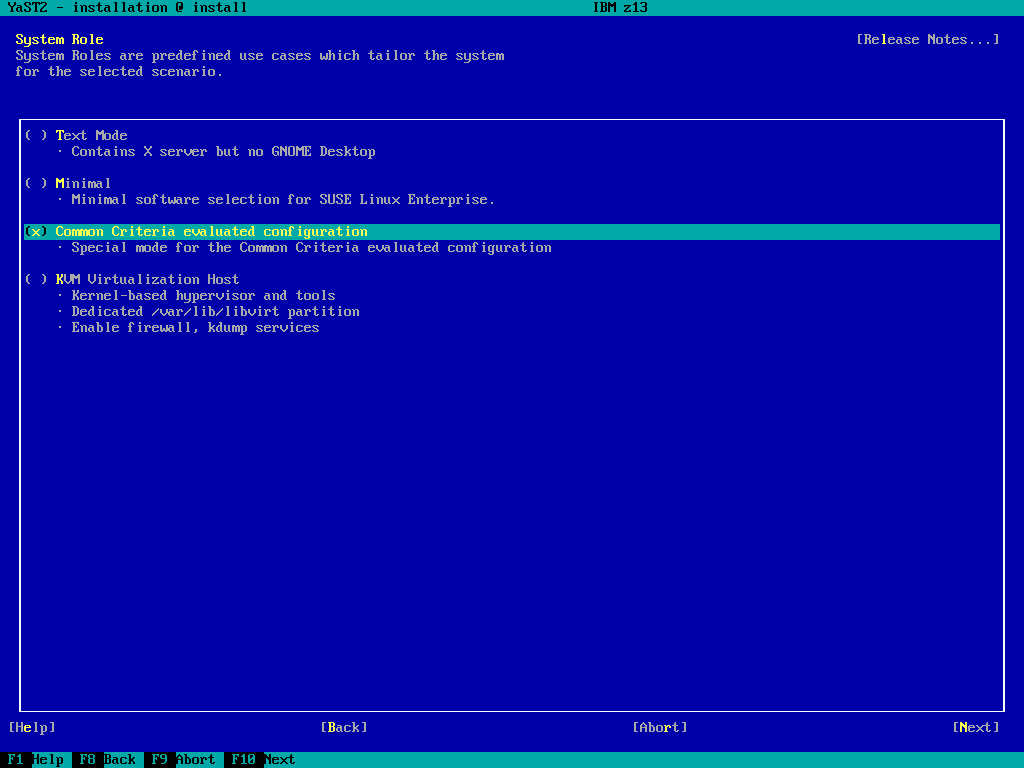 YaST2 - installation @ install IBM z13
System Role [Release Notes...]
System Roles are predefined use cases which tailor the system
for the selected scenario.
( ) Text Mode
· Contains X server but no GNOME Desktop
( ) Minimal
· Minimal software selection for SUSE Linux Enterprise.
(x) Common Criteria evaluated configuration
· Special mode for the Common Criteria evaluated configuration
( ) KVM Virtualization Host
· Kernel-based hypervisor and tools
· Dedicated /var/lib/libvirt partition
· Enable firewall, kdump services
[Help] [Back] [Abort] [Next]
F1 Help F8 Back F9 Abort F10 Next